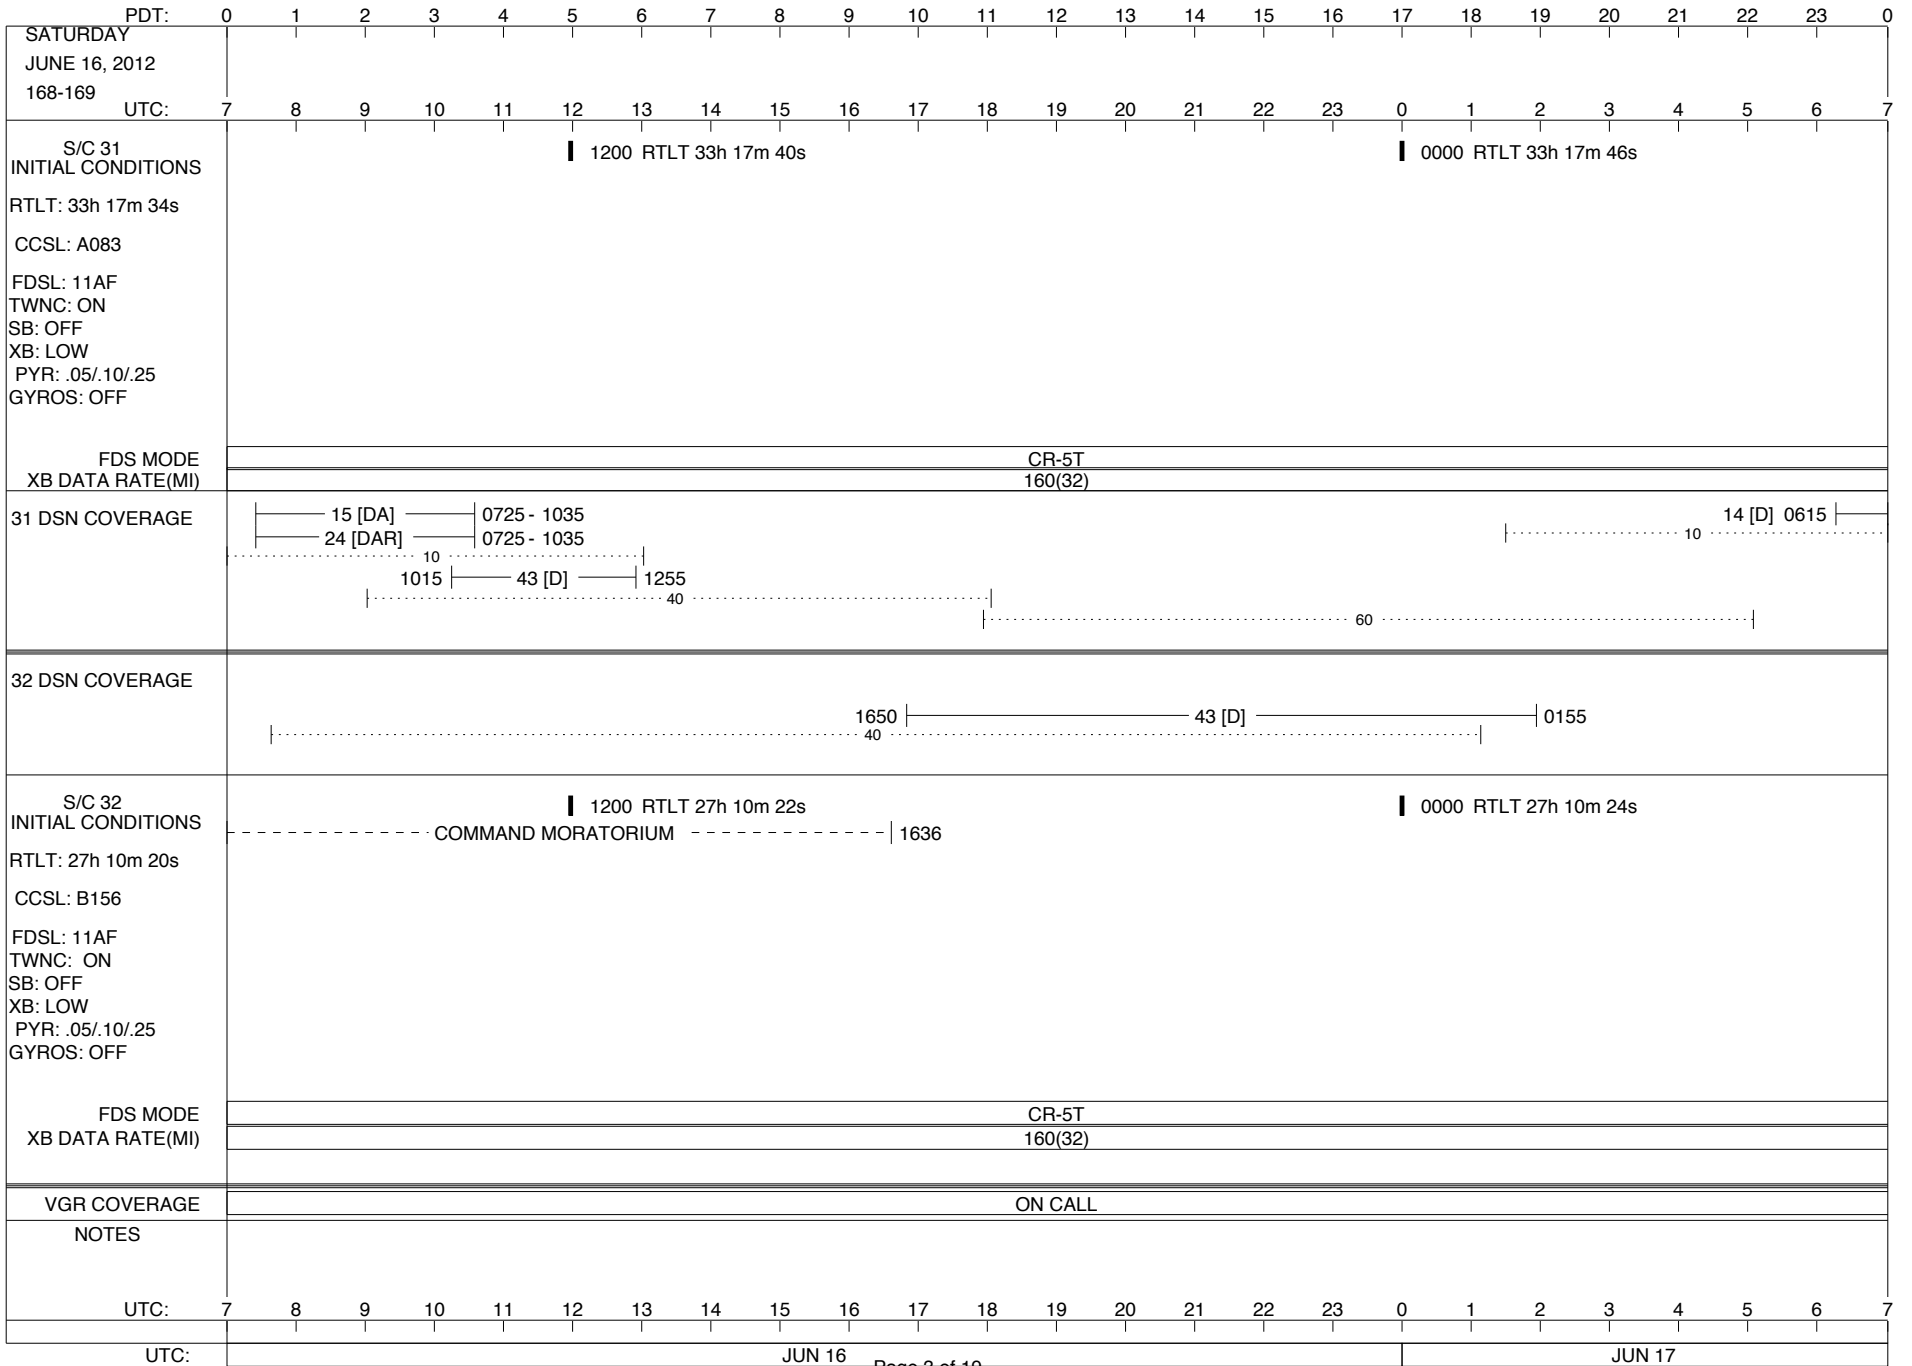 PDT: 0 1 2 3 4 5 6 7 8 9 10 11 12 13 14 15 16 17 18 19 20 21 22 23 0
SATURDAY
JUNE 16, 2012
168-169
UTC: 7 8 9 10 11 12 13 14 15 16 17 18 19 20 21 22 23 0 1 2 3 4 5 6 7
S/C 31
INITIAL CONDITIONS
1200 RTLT 33h 17m 40s
0000 RTLT 33h 17m 46s
RTLT: 33h 17m 34s
CCSL: A083
FDSL: 11AF
TWNC: ON
SB: OFF
XB: LOW
PYR: .05/.10/.25
GYROS: OFF
FDS MODE CR-5T
XB DATA RATE(MI) 160(32)
31 DSN COVERAGE
15 [DA] 0725 - 1035
14 [D] 0615
24 [DAR] 0725 - 1035
10
10
1015 43 [D] 1255
40
60
32 DSN COVERAGE
1650 43 [D] 0155
40
S/C 32
INITIAL CONDITIONS
1200 RTLT 27h 10m 22s
0000 RTLT 27h 10m 24s
COMMAND MORATORIUM 1636
RTLT: 27h 10m 20s
CCSL: B156
FDSL: 11AF
TWNC: ON
SB: OFF
XB: LOW
PYR: .05/.10/.25
GYROS: OFF
FDS MODE CR-5T
XB DATA RATE(MI) 160(32)
VGR COVERAGE ON CALL
NOTES
UTC: 7 8 9 10 11 12 13 14 15 16 17 18 19 20 21 22 23 0 1 2 3 4 5 6 7
UTC: JUN 16 JUN 17